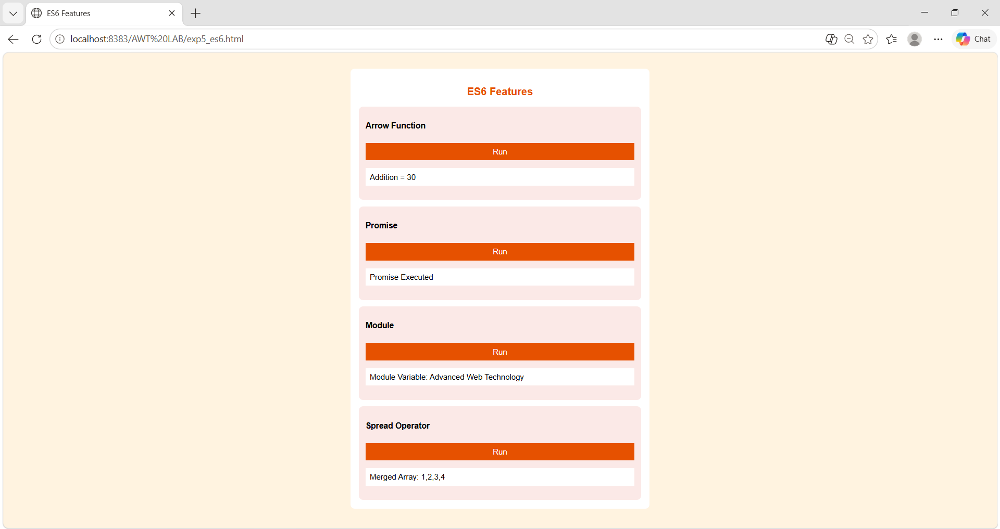 ES6 Features
localhost:8383/AWT%20LAB/exp5_es6.html
Chat
ES6 Features
Arrow Function
Run
Addition = 30
Promise
Run
Promise Executed
Module
Run
Module Variable: Advanced Web Technology
Spread Operator
Run
Merged Array: 1,2,3,4